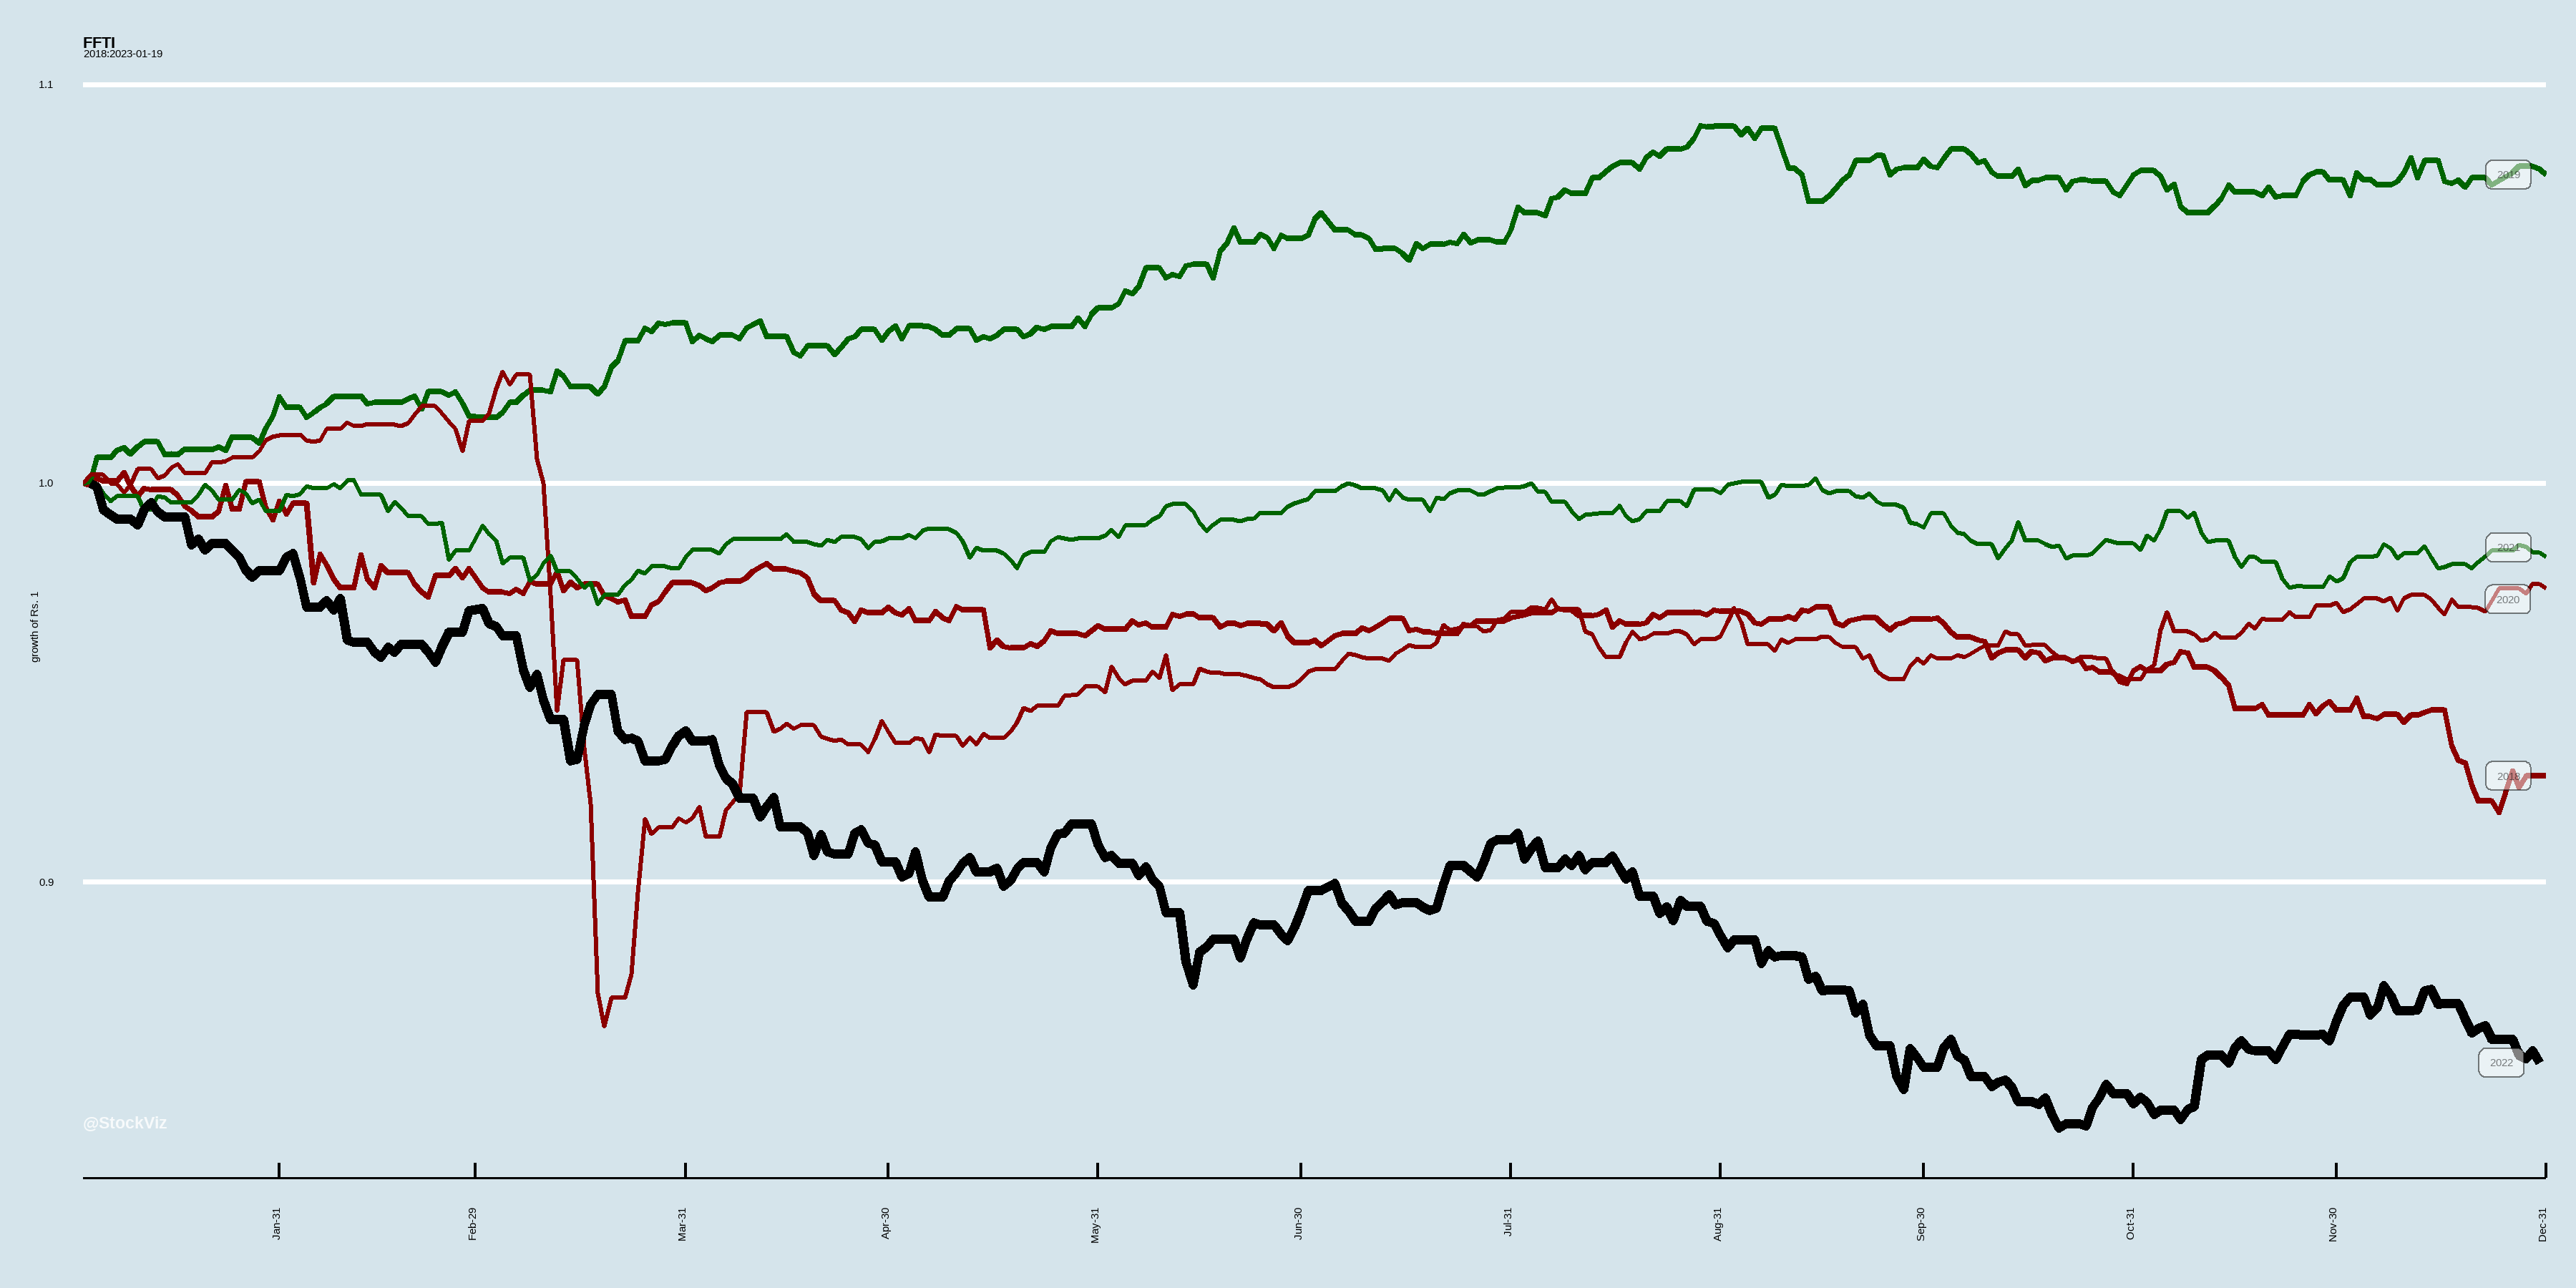 FFTI
2018:2023-01-19
1.1
1.0
0.9
growth of Rs. 1
2019
2021
2020
2018
2022
@StockViz
Jan-31
Feb-29
Mar-31
Apr-30
May-31
Jun-30
Jul-31
Aug-31
Sep-30
Oct-31
Nov-30
Dec-31